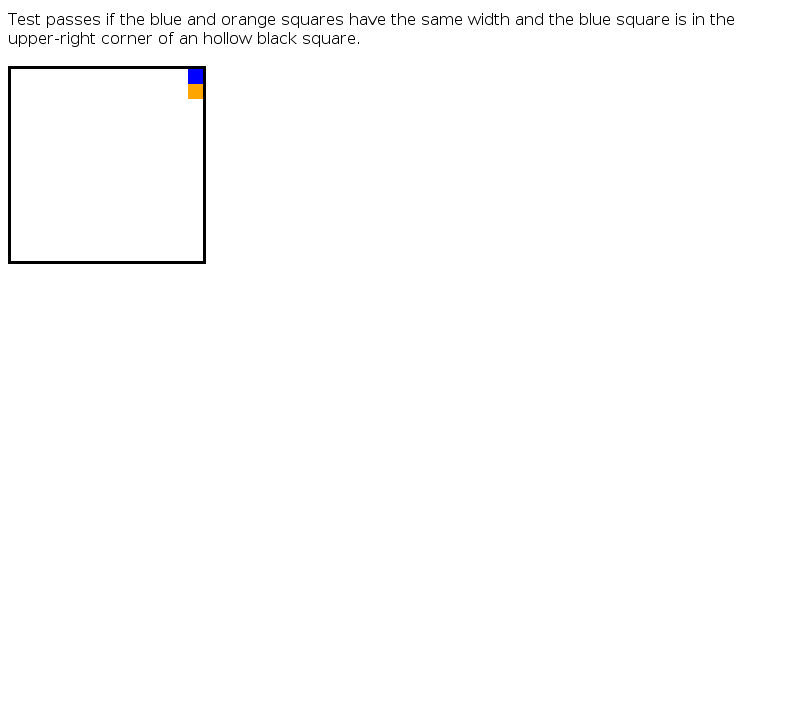 Test passes if the blue and orange squares have the same width and the blue square is in the
upper-right corner of an hollow black square.